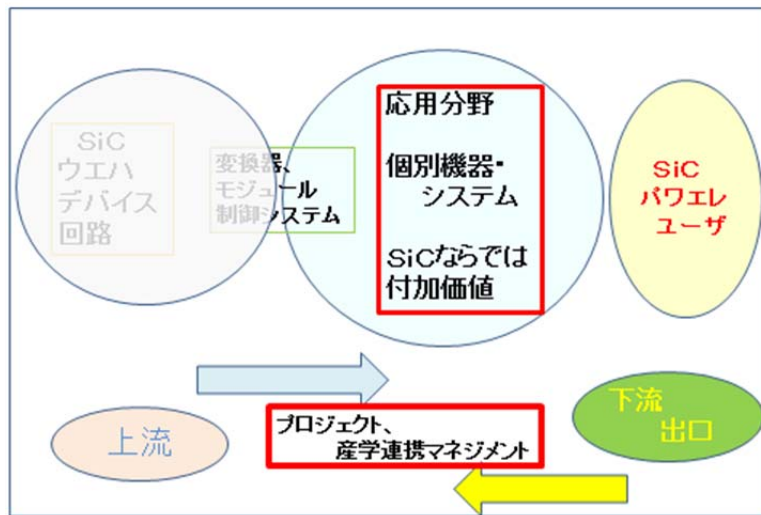 SiC
ウエハ
デバイス
回路
変換器、
モジュール
制御システム
応用分野
個別機器・
システム
SiCならでは
付加価値
SiC
パワエレ
ユーザ
上流
プロジェクト、
産学連携マネジメント
下流
出口